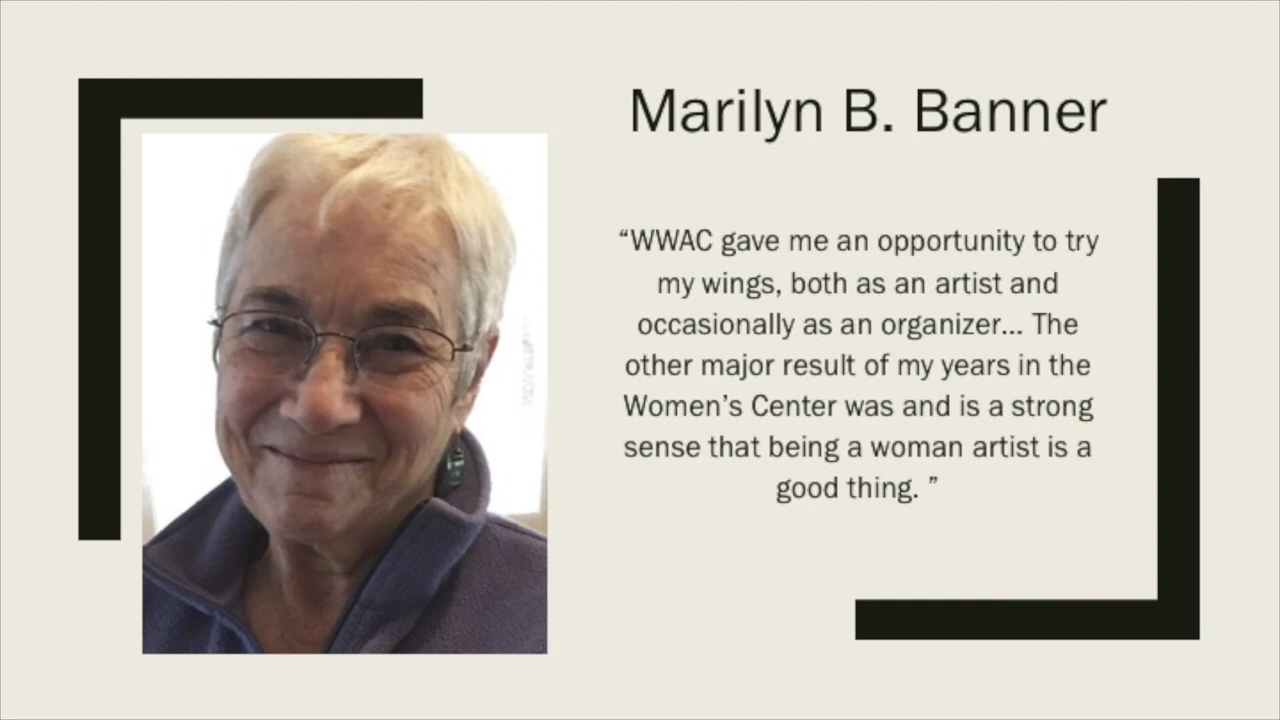 Marilyn B. Banner
“WWAC gave me an opportunity to try
my wings, both as an artist and
occasionally as an organizer... The
other major result of my years in the
Women’s Center was and is a strong
sense that being a woman artist is a
good thing. ”